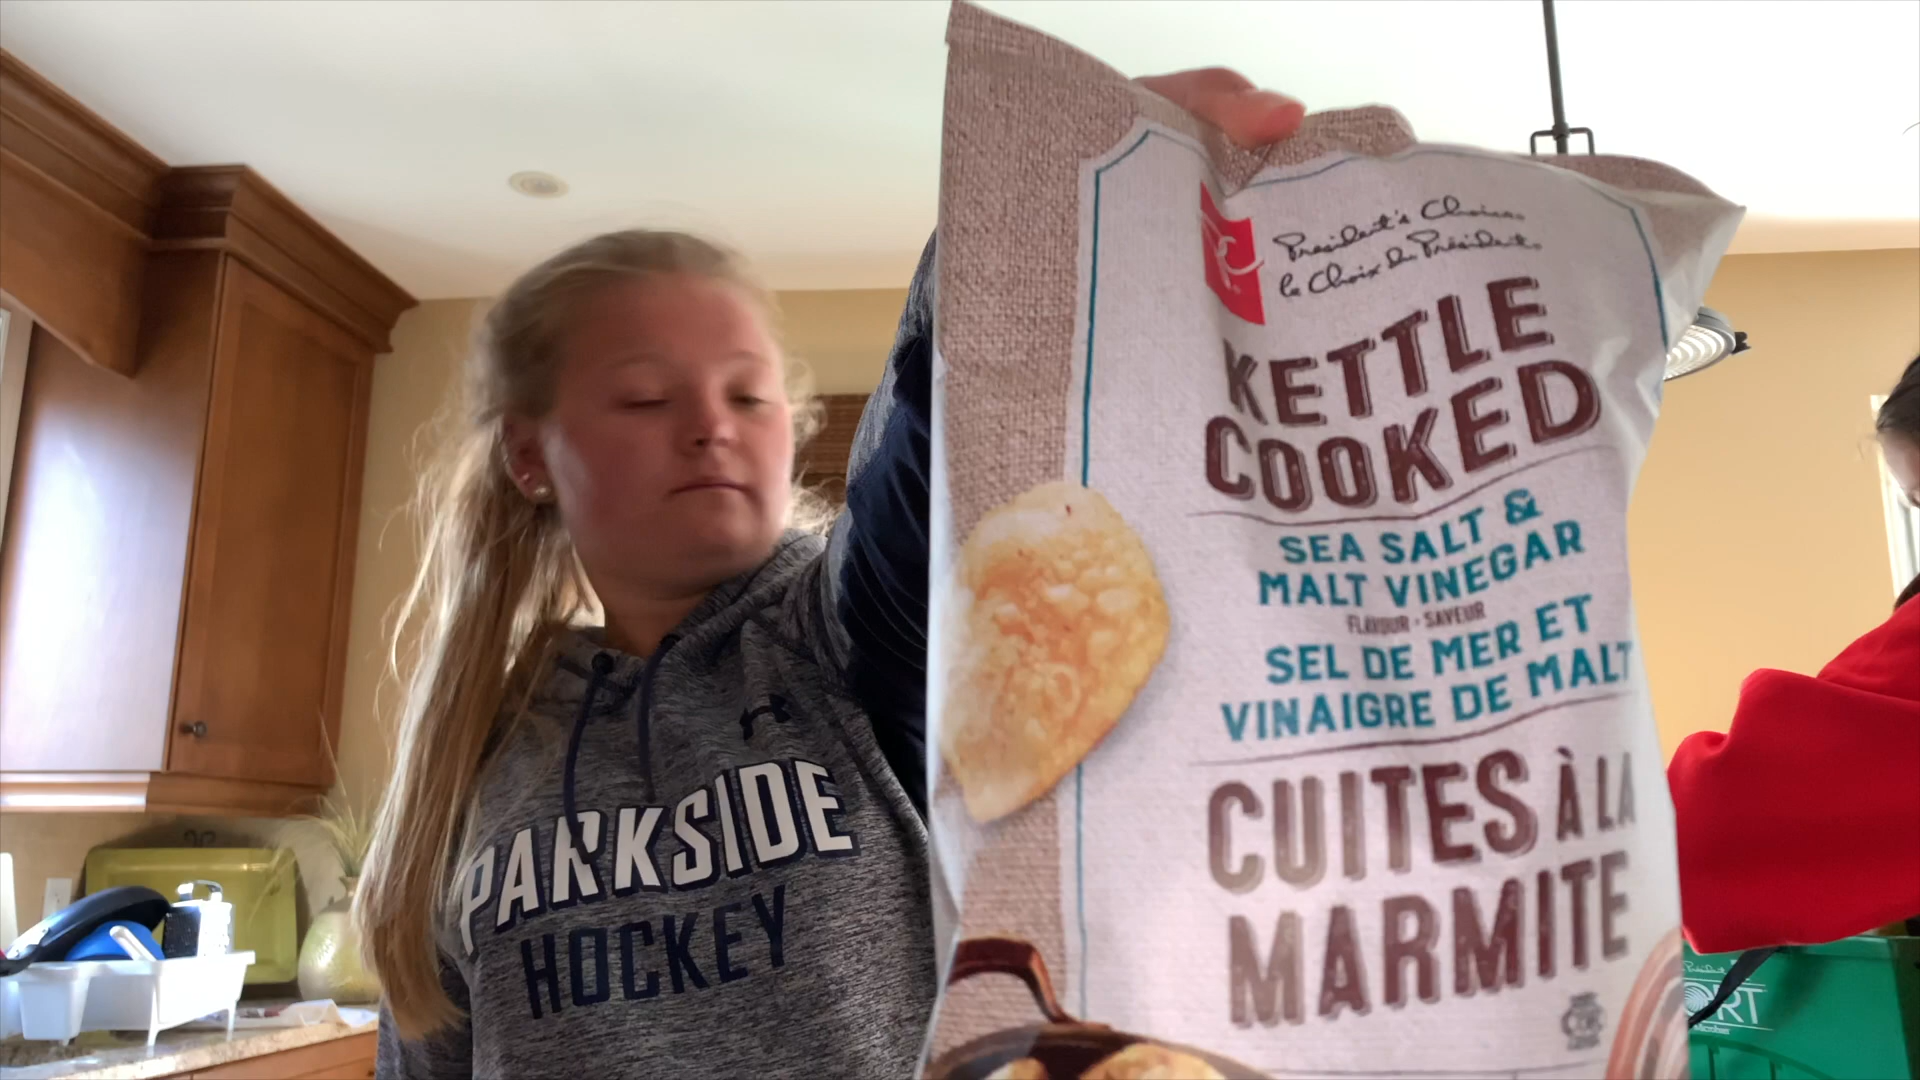 President's Choice
le Choix du Président
KETTLE
COOKED
SEA SALT &
MALT VINEGAR
FLAVOUR • SAVEUR
SEL DE MER ET
VINAIGRE DE MALT
CUITES À LA
MARMITE
PARKSIDE
HOCKEY